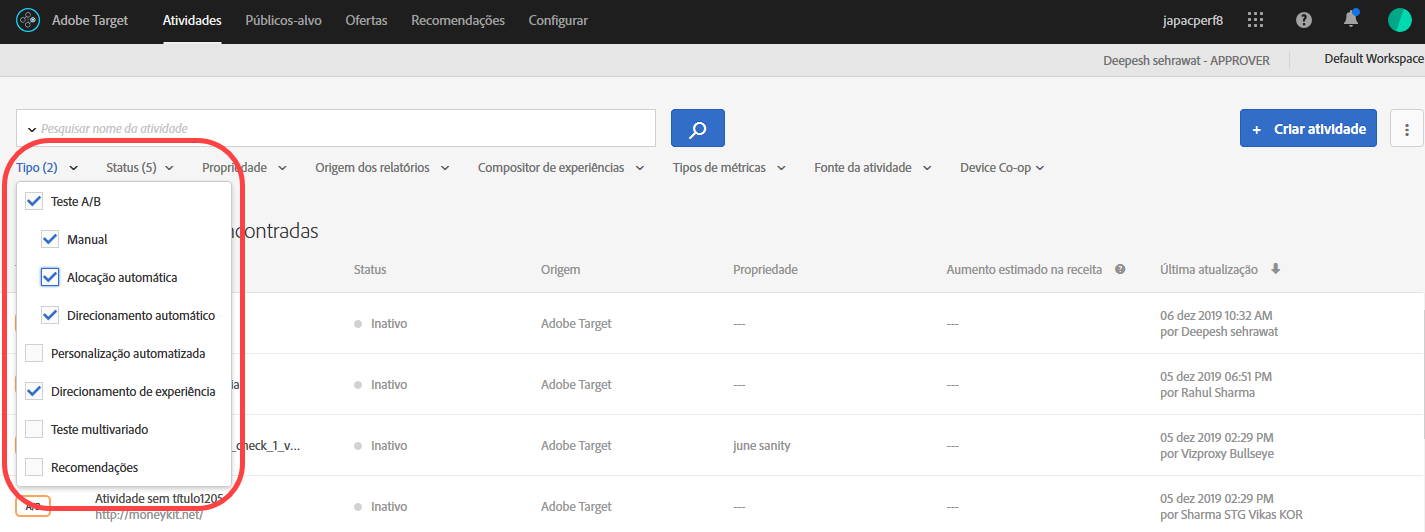 Adobe Target Atividades Públicos-alvo Ofertas Recomendações Configurar japacperf8
Deepesh sehrawat - APPROVER Default Workspace
Pesquisar nome da atividade
+ Criar atividade
Tipo (2) Status (5) Propriedade Origem dos relatórios Compositor de experiências Tipos de métricas Fonte da atividade Device Co-op
Teste A/B
Manual
Alocação automática
Direcionamento automático
Personalização automatizada
Direcionamento de experiência
Teste multivariado
Recomendações
ncontradas
Status Origem Propriedade Aumento estimado na receita Última atualização
Inativo Adobe Target --- --- 06 dez 2019 10:32 AM
por Deepesh sehrawat
Inativo Adobe Target --- --- 05 dez 2019 06:51 PM
por Rahul Sharma
_check_1_v... Inativo Adobe Target june sanity --- 05 dez 2019 02:29 PM
por Vizproxy Bullseye
A/B Atividade sem título1205 Inativo Adobe Target --- --- 05 dez 2019 02:29 PM
http://moneykit.net/ por Sharma STG Vikas KOR